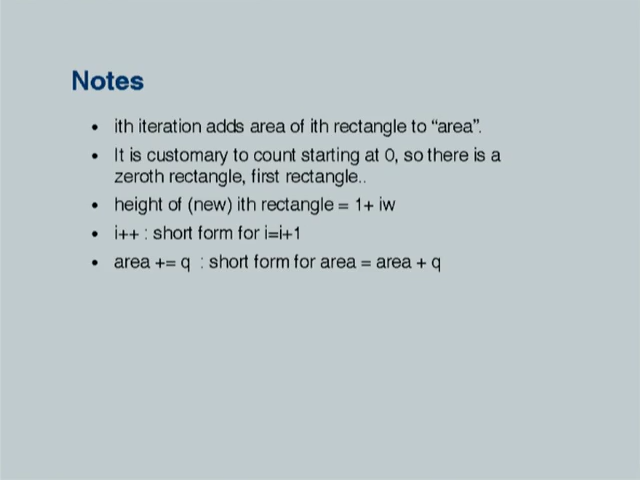 Notes
• ith iteration adds area of ith rectangle to “area”.
• It is customary to count starting at 0, so there is a
zeroth rectangle, first rectangle..
• height of (new) ith rectangle = 1+ iw
• i++ : short form for i=i+1
• area += q : short form for area = area + q